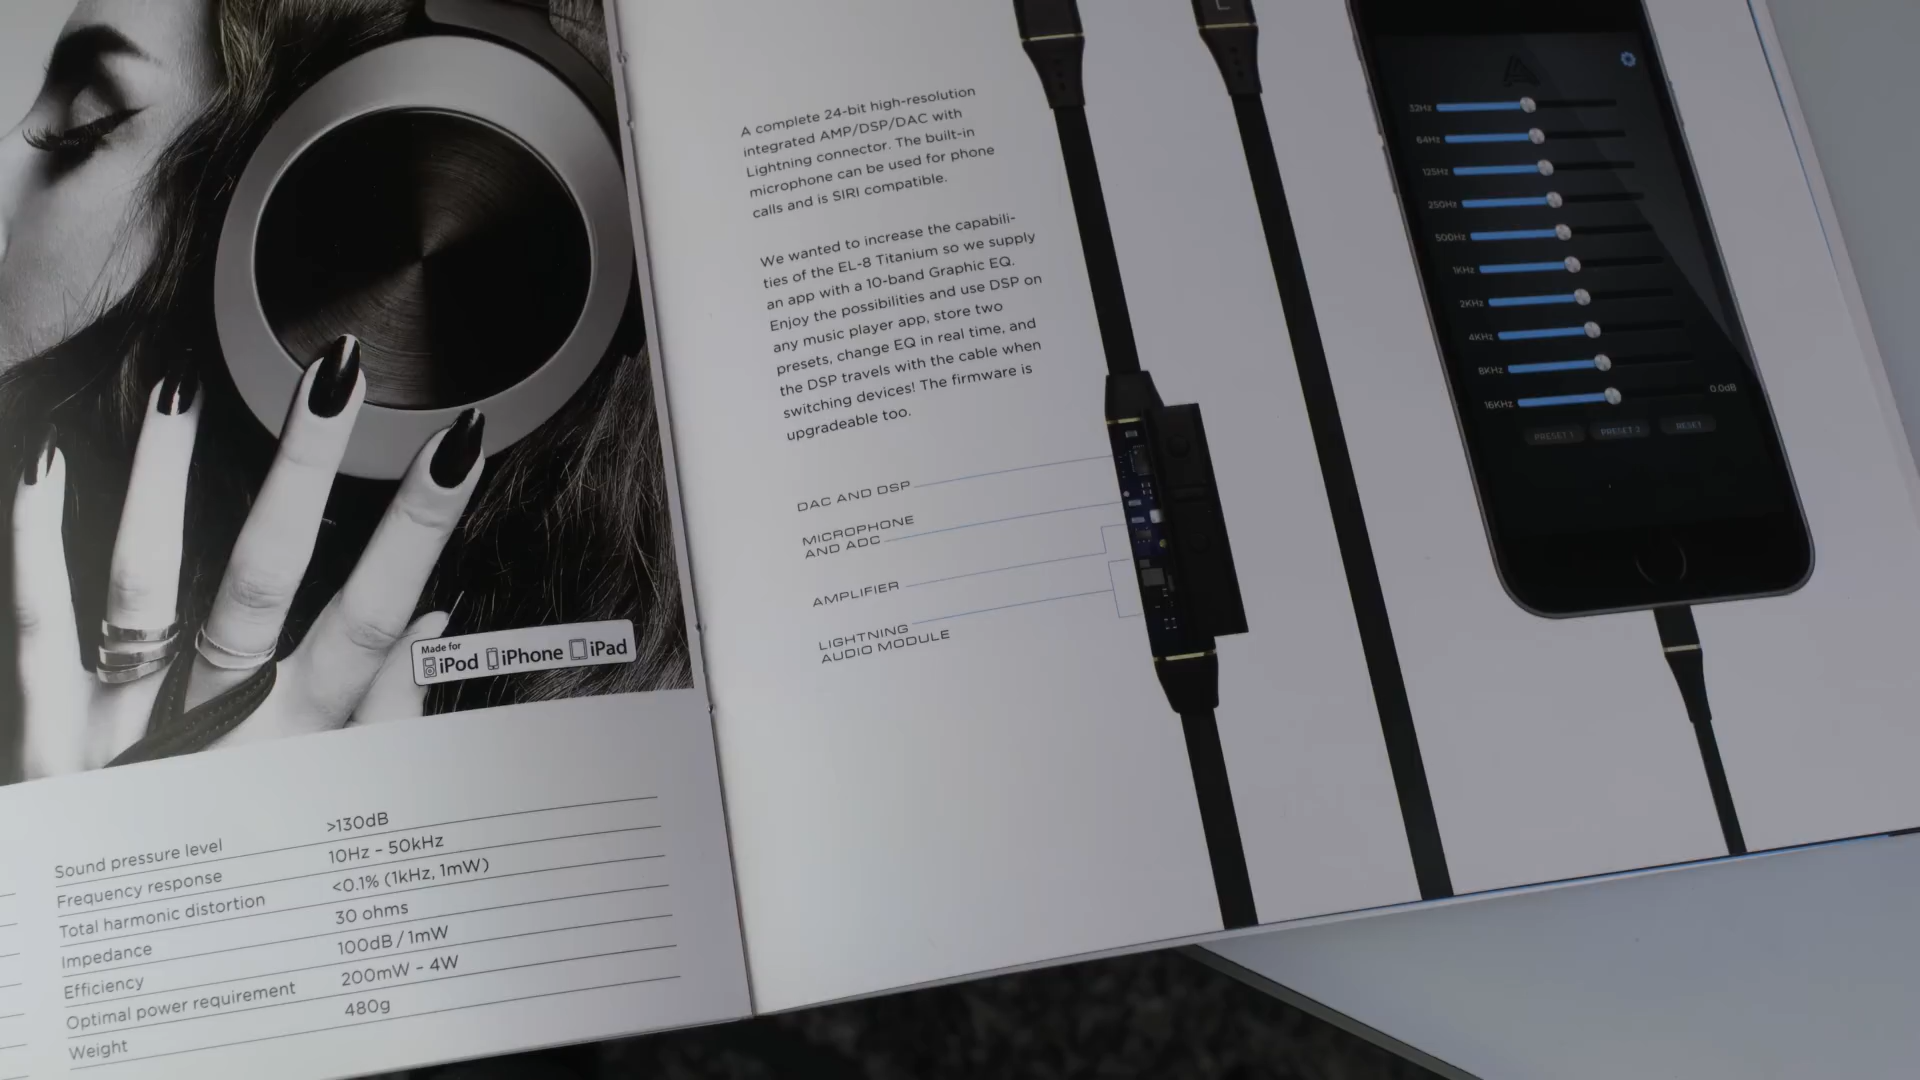 Made for
iPod iPhone iPad
Sound pressure level >130dB
Frequency response 10Hz – 50kHz
Total harmonic distortion <0.1% (1kHz, 1mW)
Impedance 30 ohms
Efficiency 100dB / 1mW
Optimal power requirement 200mW – 4W
Weight 480g
A complete 24-bit high-resolution
integrated AMP/DSP/DAC with
Lightning connector. The built-in
microphone can be used for phone
calls and is SIRI compatible.
We wanted to increase the capabili-
ties of the EL-8 Titanium so we supply
an app with a 10-band Graphic EQ.
Enjoy the possibilities and use DSP on
any music player app, store two
presets, change EQ in real time, and
the DSP travels with the cable when
switching devices! The firmware is
upgradeable too.
DAC AND DSP
MICROPHONE
AND ADC
AMPLIFIER
LIGHTNING
AUDIO MODULE
L
32Hz
64Hz
125Hz
250Hz
500Hz
1KHz
2KHz
4KHz
8KHz
16KHz 0.0dB
PRESET 1 PRESET 2 RESET